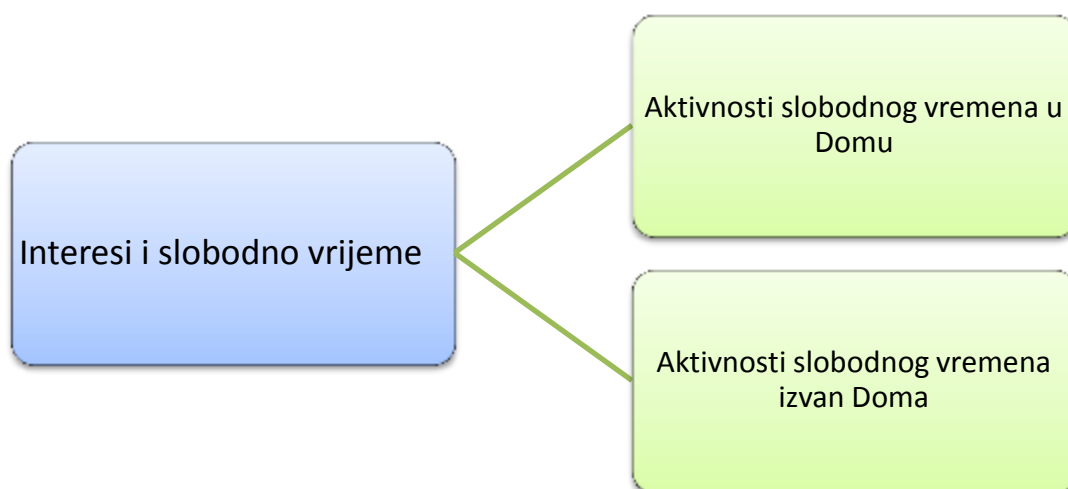 Aktivnosti slobodnog vremena u
Domu
Interesi i slobodno vrijeme
Aktivnosti slobodnog vremena
izvan Doma